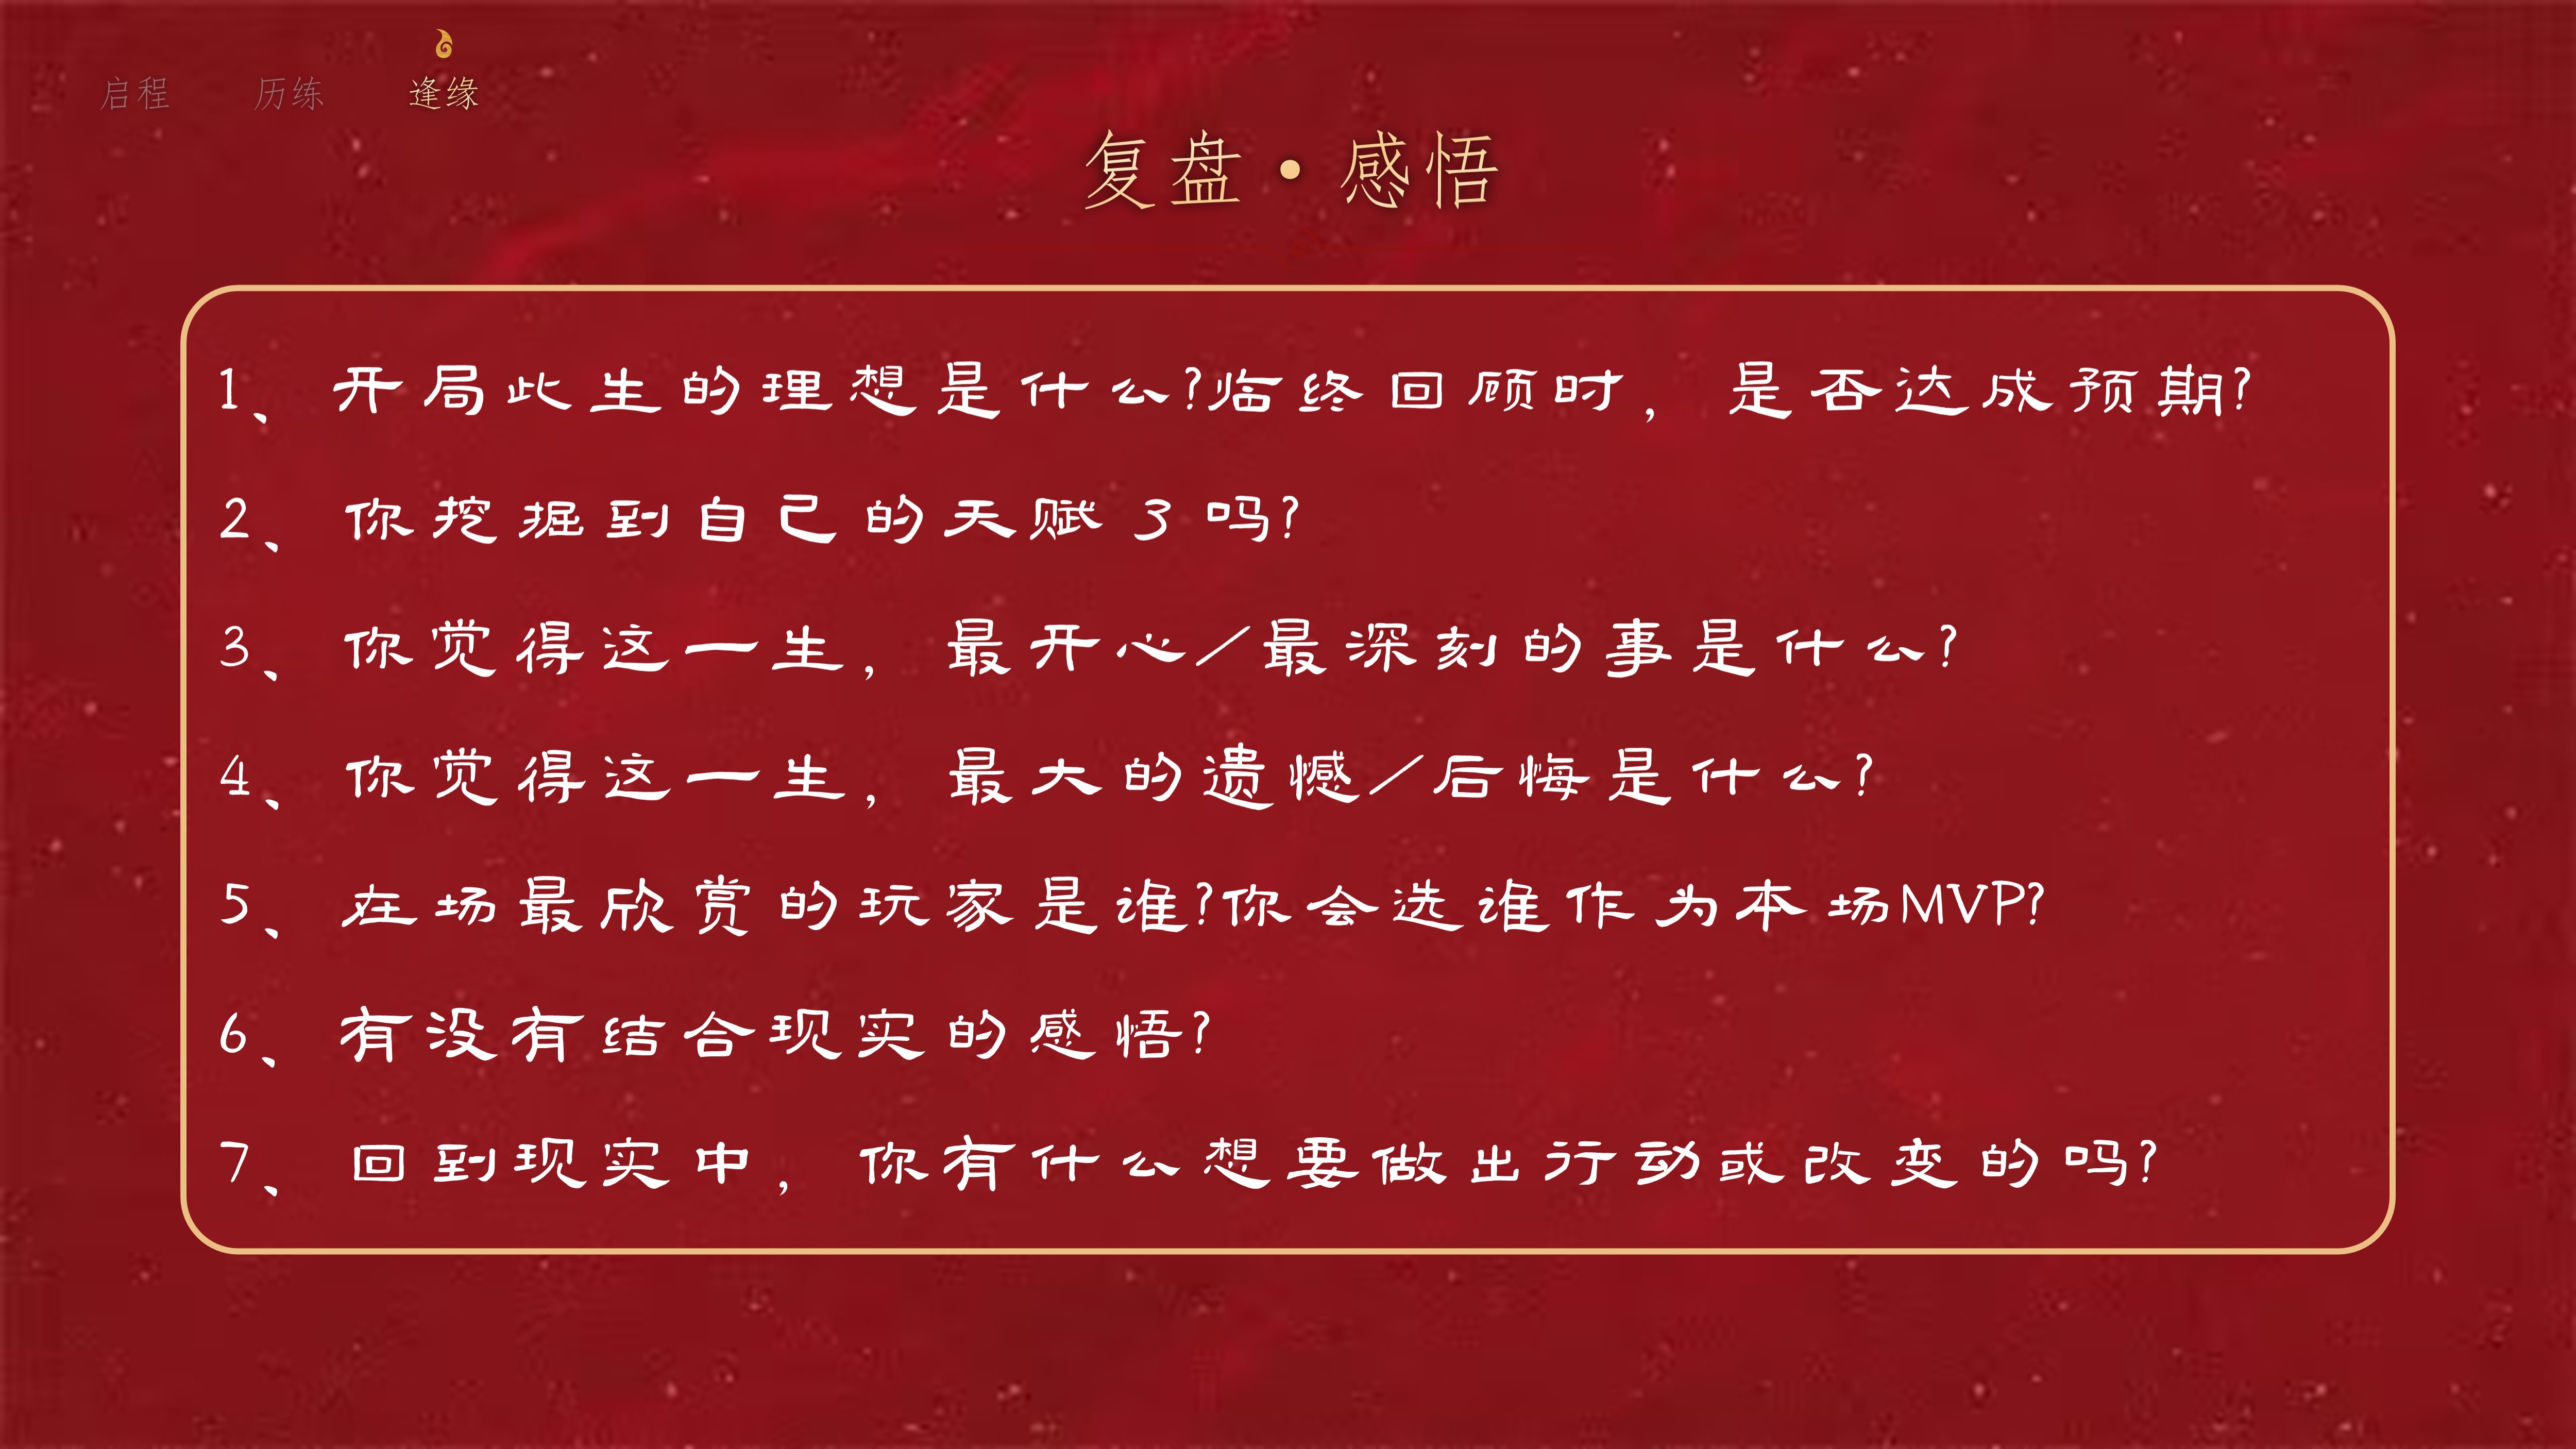 启程 历练 逢缘
复盘·感悟
1、开局此生的理想是什么?临终回顾时，是否达成预期?
2、你挖掘到自己的天赋3吗?
3、你觉得这一生，最开心/最深刻的事是什么?
4、你觉得这一生，最大的遗憾/后悔是什么?
5、在场最欣赏的玩家是谁?你会选谁作为本场MVP?
6、有没有结合现实的感悟?
7、回到现实中，你有什么想要做出行动或改变的吗?